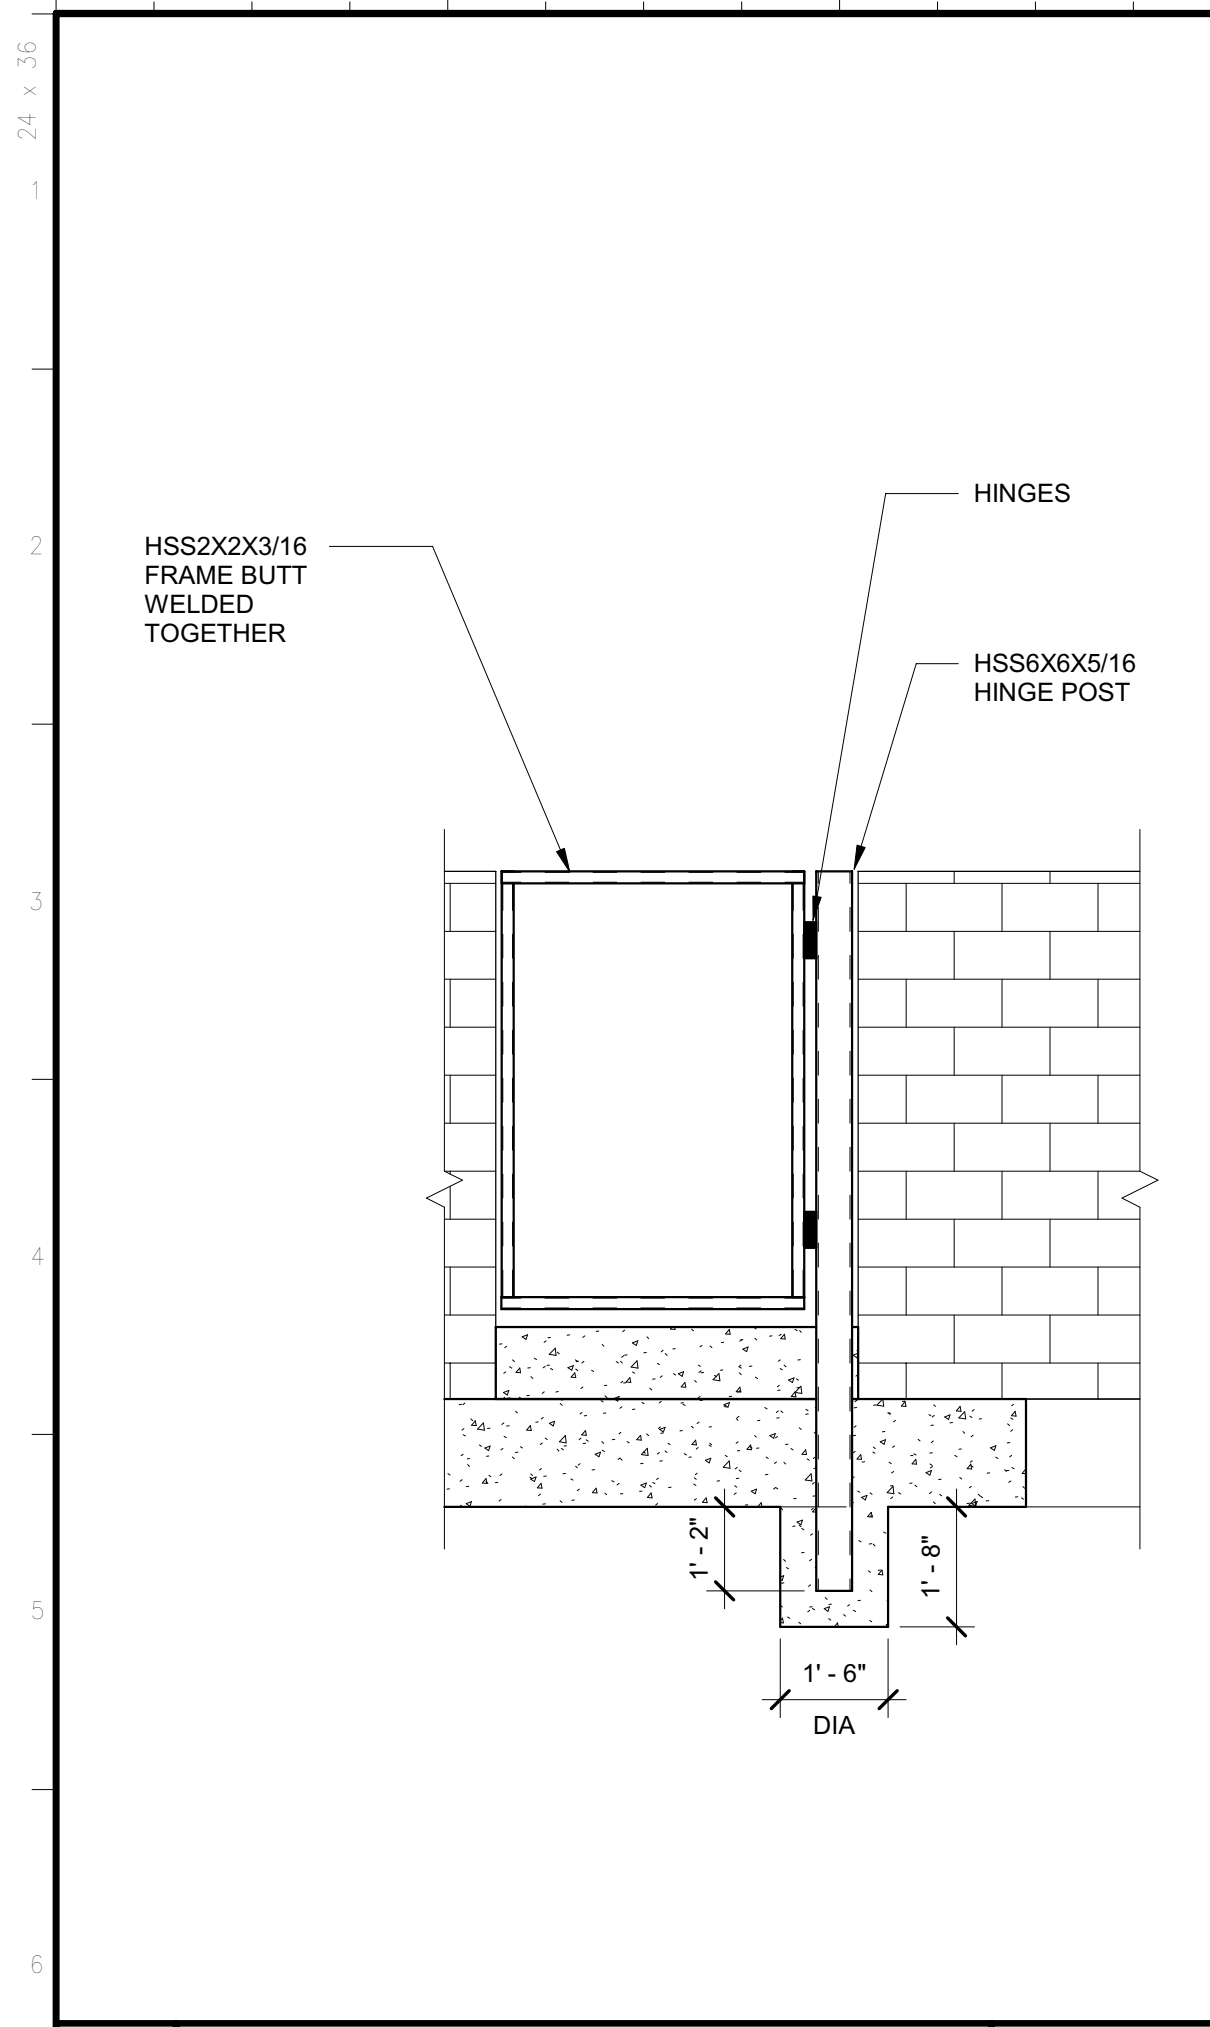 24 x 36
1
2
3
4
5
6
HINGES
HSS2X2X3/16
FRAME BUTT
WELDED
TOGETHER
HSS6X6X5/16
HINGE POST
1' - 2"
1' - 8"
1' - 6"
DIA